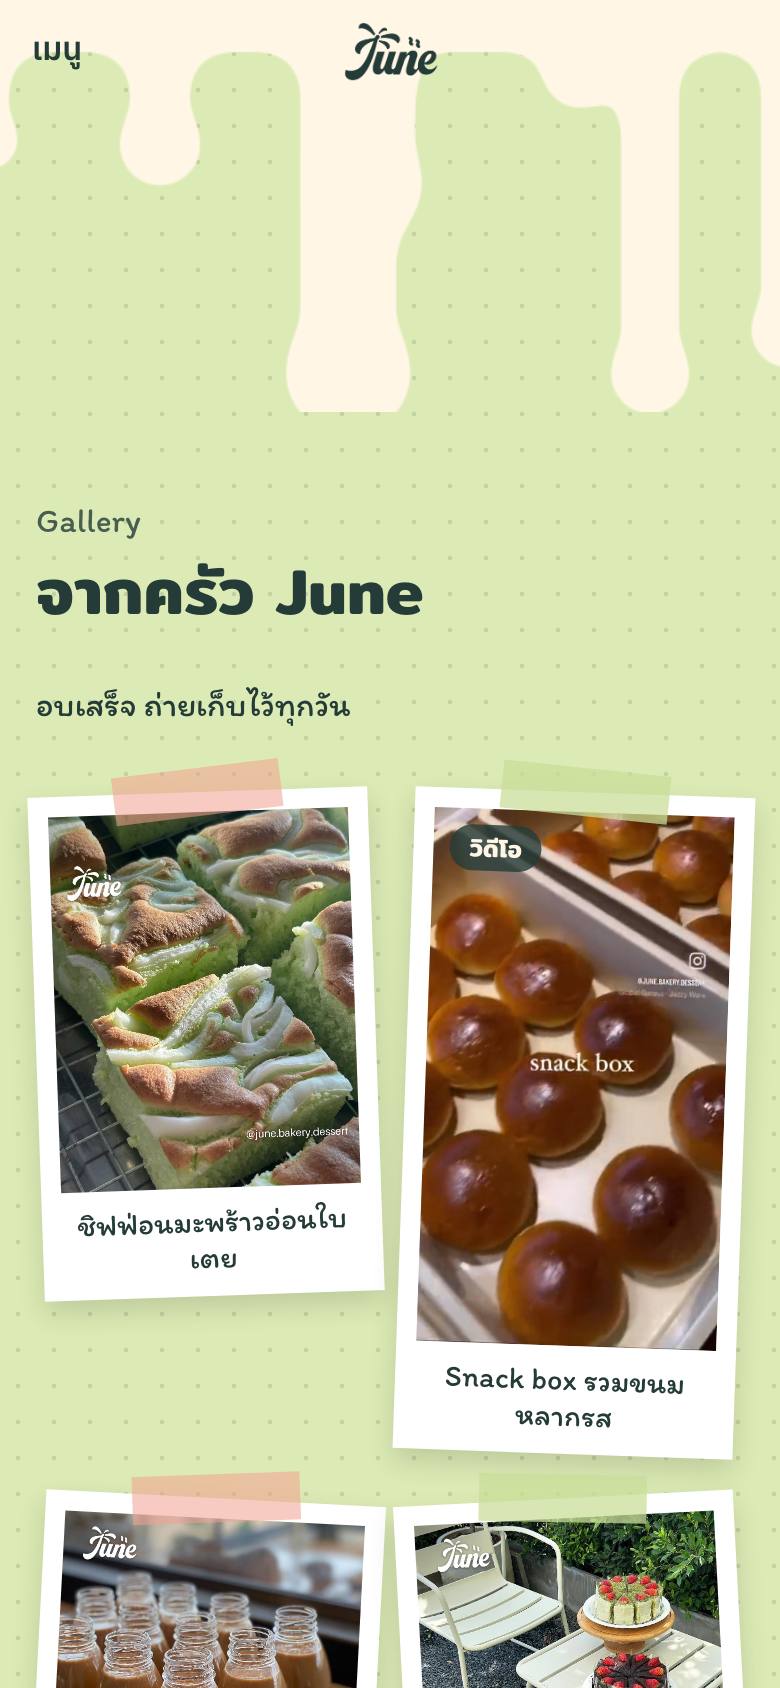 เมนู
June
Gallery
จากครัว June
อบเสร็จ ถ่ายเก็บไว้ทุกวัน
June
@june.bakery.dessert
ชิฟฟ่อนมะพร้าวอ่อนใบ
เตย
วิดีโอ
@JUNE.BAKERY.DESSERT
snack box
Snack box รวมขนม
หลากรส
June
June